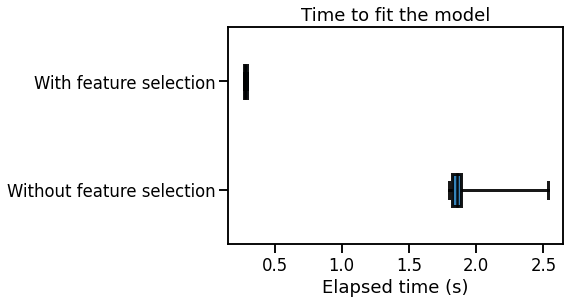 Time to fit the model
With feature selection
Without feature selection
0.5 1.0 1.5 2.0 2.5
Elapsed time (s)